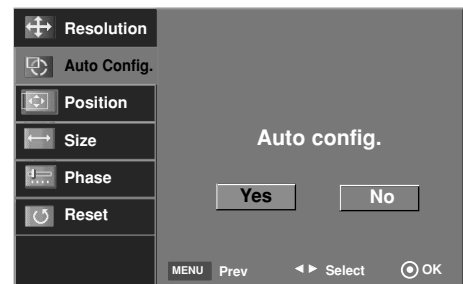 Resolution
Auto Config.
Position
Size
Phase
Reset
Auto config.
Yes No
MENU Prev ◄► Select OK